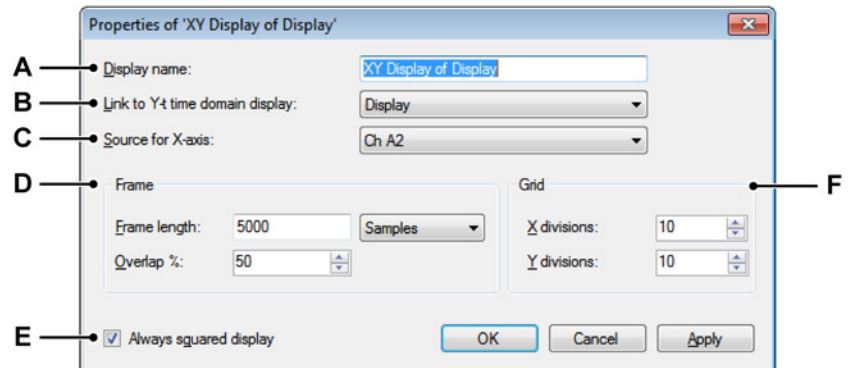 Properties of 'XY Display of Display'
A Display name: XY Display of Display
B Link to Y-t time domain display: Display
C Source for X-axis: Ch A2
D Frame Grid F
Frame length: 5000 Samples X divisions: 10
Overlap %: 50 Y divisions: 10
E Always squared display OK Cancel Apply